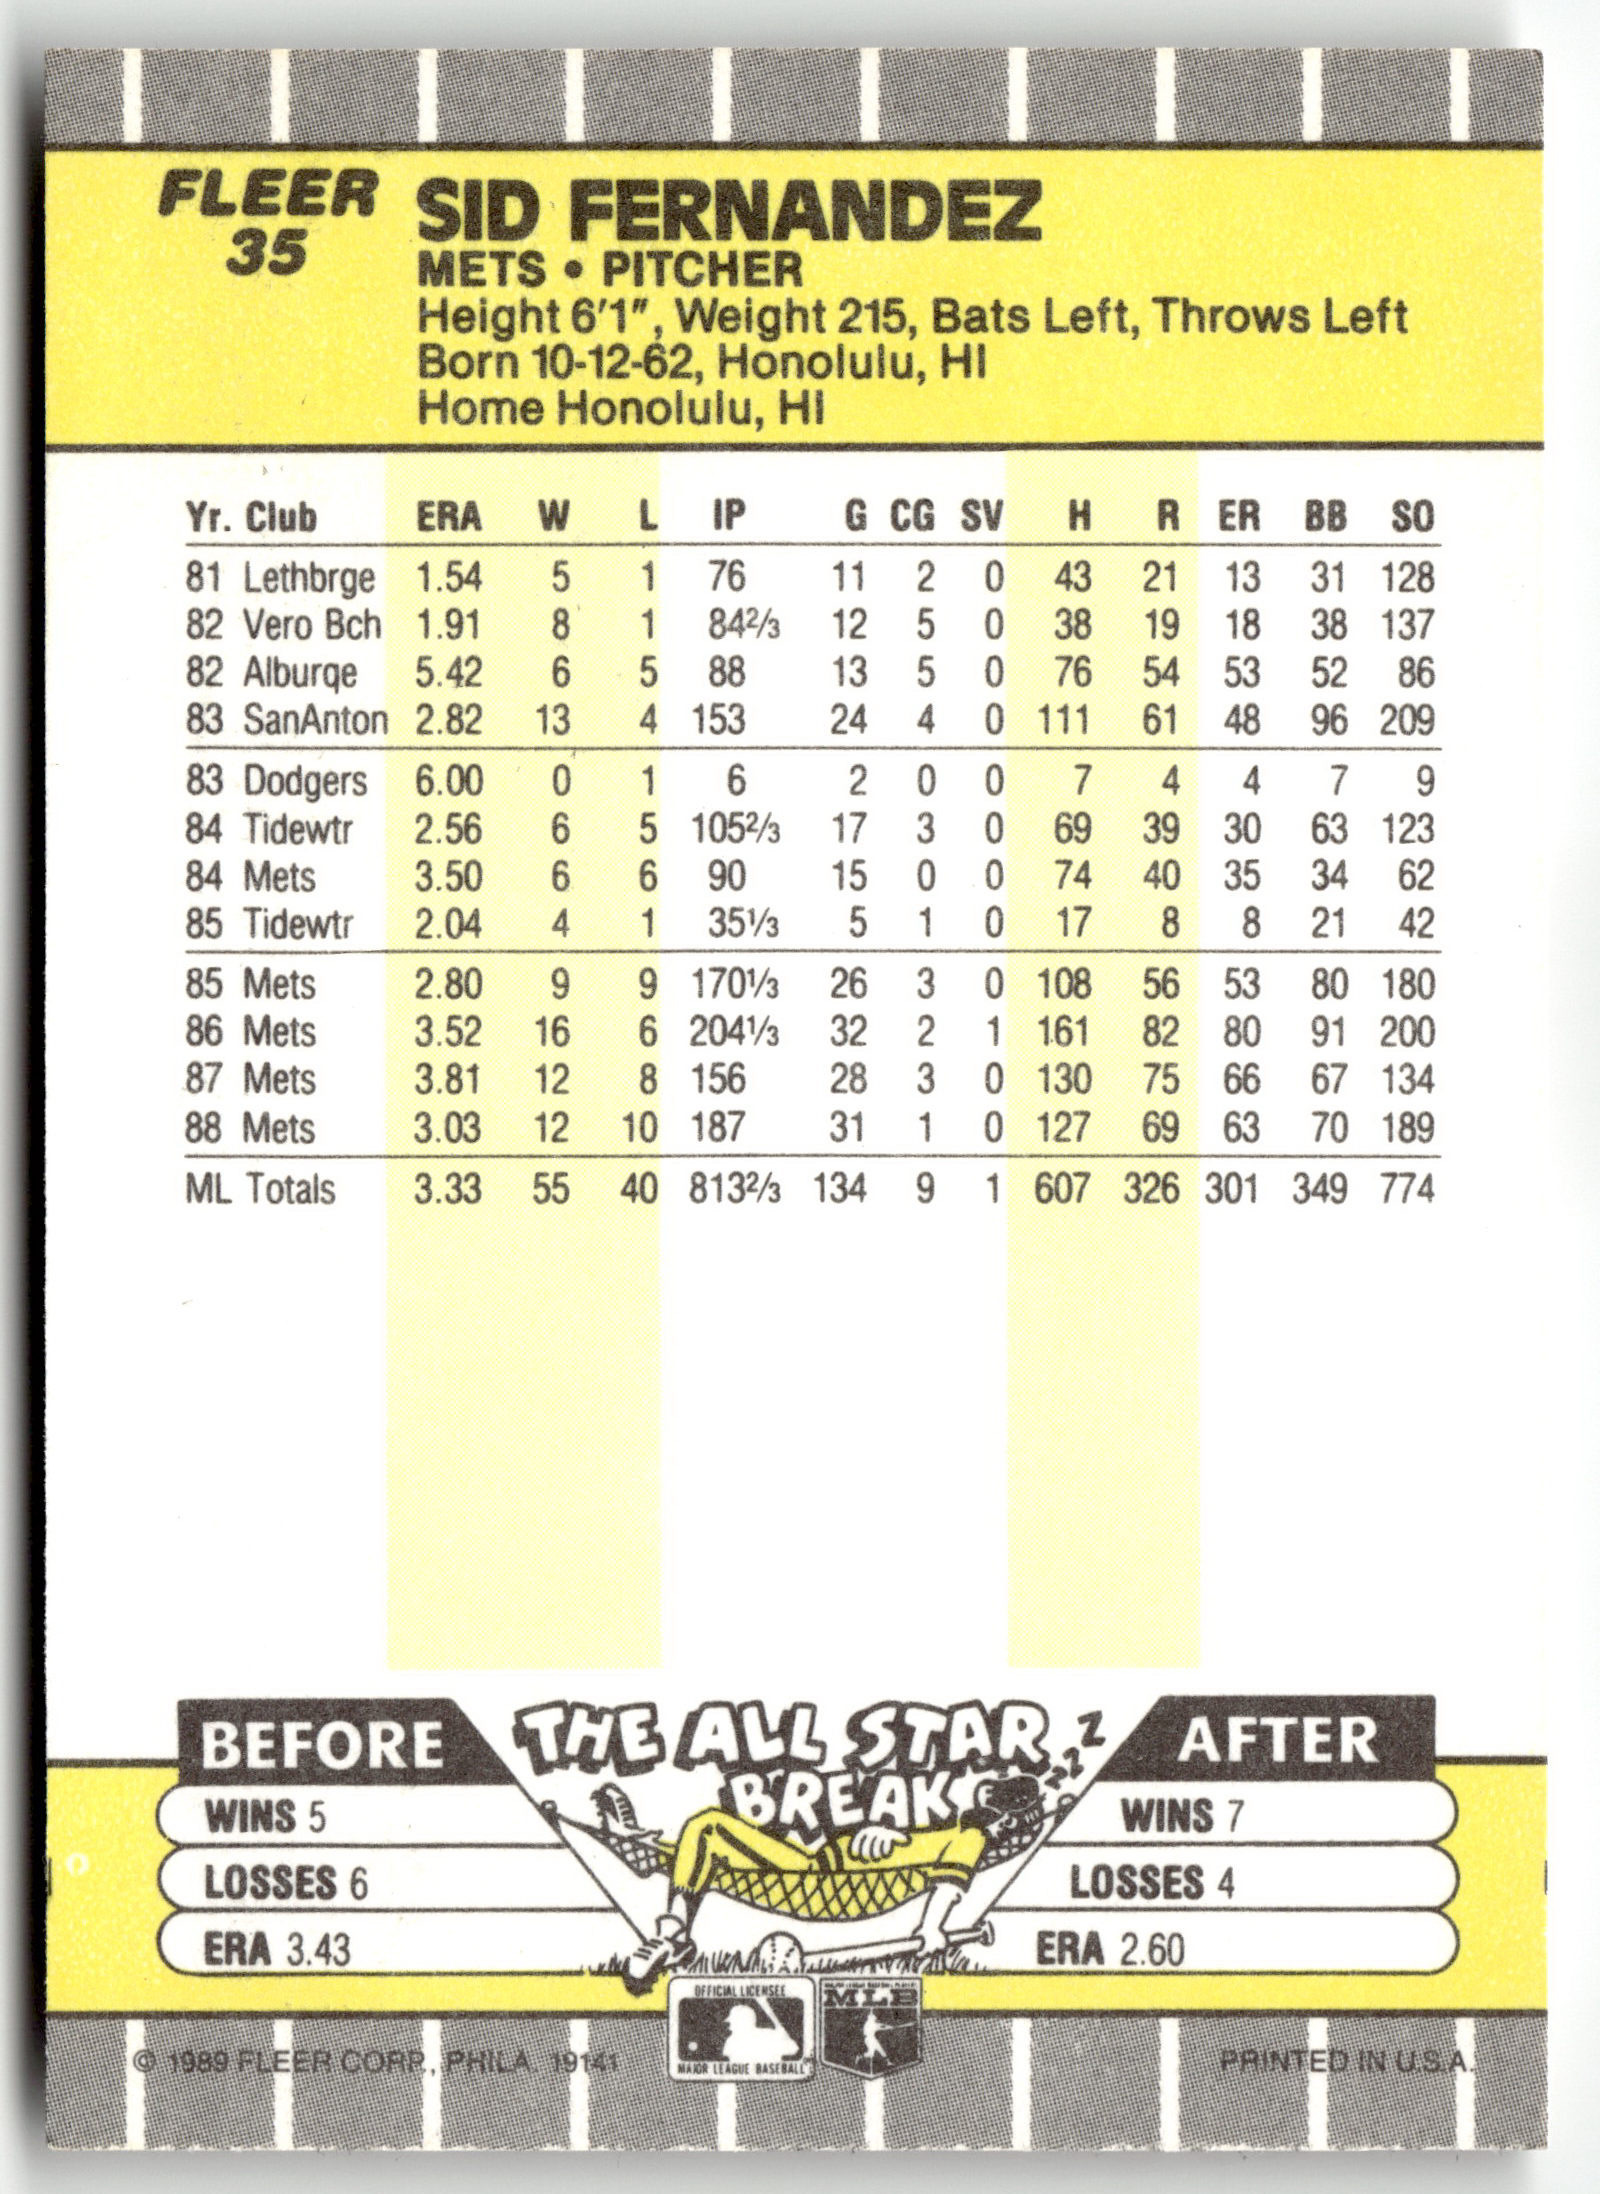 FLEER
35
SID FERNANDEZ
METS • PITCHER
Height 6'1", Weight 215, Bats Left, Throws Left
Born 10-12-62, Honolulu, HI
Home Honolulu, HI
Yr. Club ERA W L IP G CG SV H R ER BB SO
81 Lethbrge 1.54 5 1 76 11 2 0 43 21 13 31 128
82 Vero Bch 1.91 8 1 84⅔ 12 5 0 38 19 18 38 137
82 Alburqe 5.42 6 5 88 13 5 0 76 54 53 52 86
83 SanAnton 2.82 13 4 153 24 4 0 111 61 48 96 209
83 Dodgers 6.00 0 1 6 2 0 0 7 4 4 7 9
84 Tidewtr 2.56 6 5 105⅔ 17 3 0 69 39 30 63 123
84 Mets 3.50 6 6 90 15 0 0 74 40 35 34 62
85 Tidewtr 2.04 4 1 35⅓ 5 1 0 17 8 8 21 42
85 Mets 2.80 9 9 170⅓ 26 3 0 108 56 53 80 180
86 Mets 3.52 16 6 204⅓ 32 2 1 161 82 80 91 200
87 Mets 3.81 12 8 156 28 3 0 130 75 66 67 134
88 Mets 3.03 12 10 187 31 1 0 127 69 63 70 189
ML Totals 3.33 55 40 813⅔ 134 9 1 607 326 301 349 774
BEFORE THE ALL STAR BREAK ZZZZ AFTER
WINS 5 WINS 7
LOSSES 6 LOSSES 4
ERA 3.43 ERA 2.60
OFFICIAL LICENSEE
MAJOR LEAGUE BASEBALL
MAJOR LEAGUE BASEBALL PLAYERS
MLB
© 1989 FLEER CORP., PHILA. 19141 PRINTED IN U.S.A.